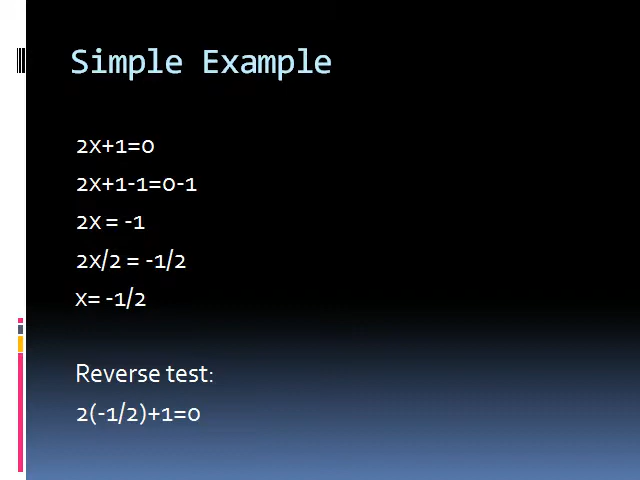 Simple Example
2x+1=0
2x+1-1=0-1
2x = -1
2x/2 = -1/2
x= -1/2
Reverse test:
2(-1/2)+1=0